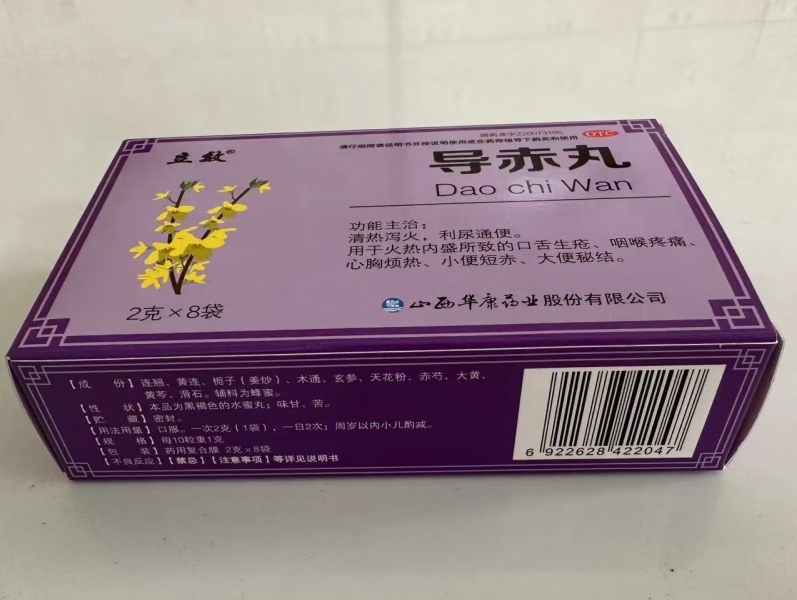 国药准字Z20073105
OTC
请仔细阅读说明书并按说明使用或在药师指导下购买和使用
立效®
导赤丸
Dao chi Wan
功能主治：
清热泻火，利尿通便。
用于火热内盛所致的口舌生疮、咽喉疼痛、
心胸烦热、小便短赤、大便秘结。
2克×8袋
山西华康药业股份有限公司
【成 份】连翘、黄连、栀子（姜炒）、木通、玄参、天花粉、赤芍、大黄、
黄芩、滑石。辅料为蜂蜜。
【性 状】本品为黑褐色的水蜜丸；味甘、苦。
【贮 藏】密封。
【用法用量】口服。一次2克（1袋），一日2次；周岁以内小儿酌减。
【规 格】每10粒重1克
【包 装】药用复合膜 2克×8袋
【不良反应】【禁忌】【注意事项】等详见说明书
6 922628 422047